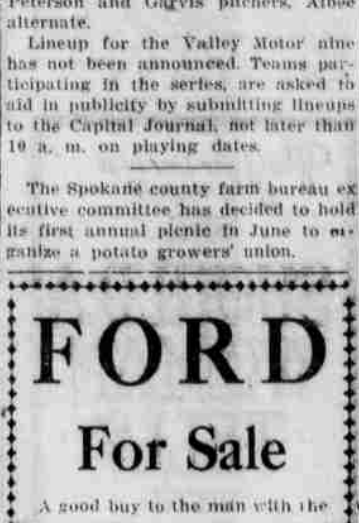 Peterson and Garvis pitchers, Albee
alternate.
Lineup for the Valley Motor nine
has not been announced. Teams par-
ticipating in the series, are asked to
aid in publicity by submitting lineups
to the Capital Journal, not later than
10 a. m. on playing dates.
The Spokane county farm bureau ex
ecutive committee has decided to hold
its first annual picnic in June to or-
ganize a potato growers' union.
FORD
For Sale
A good buy to the man with the